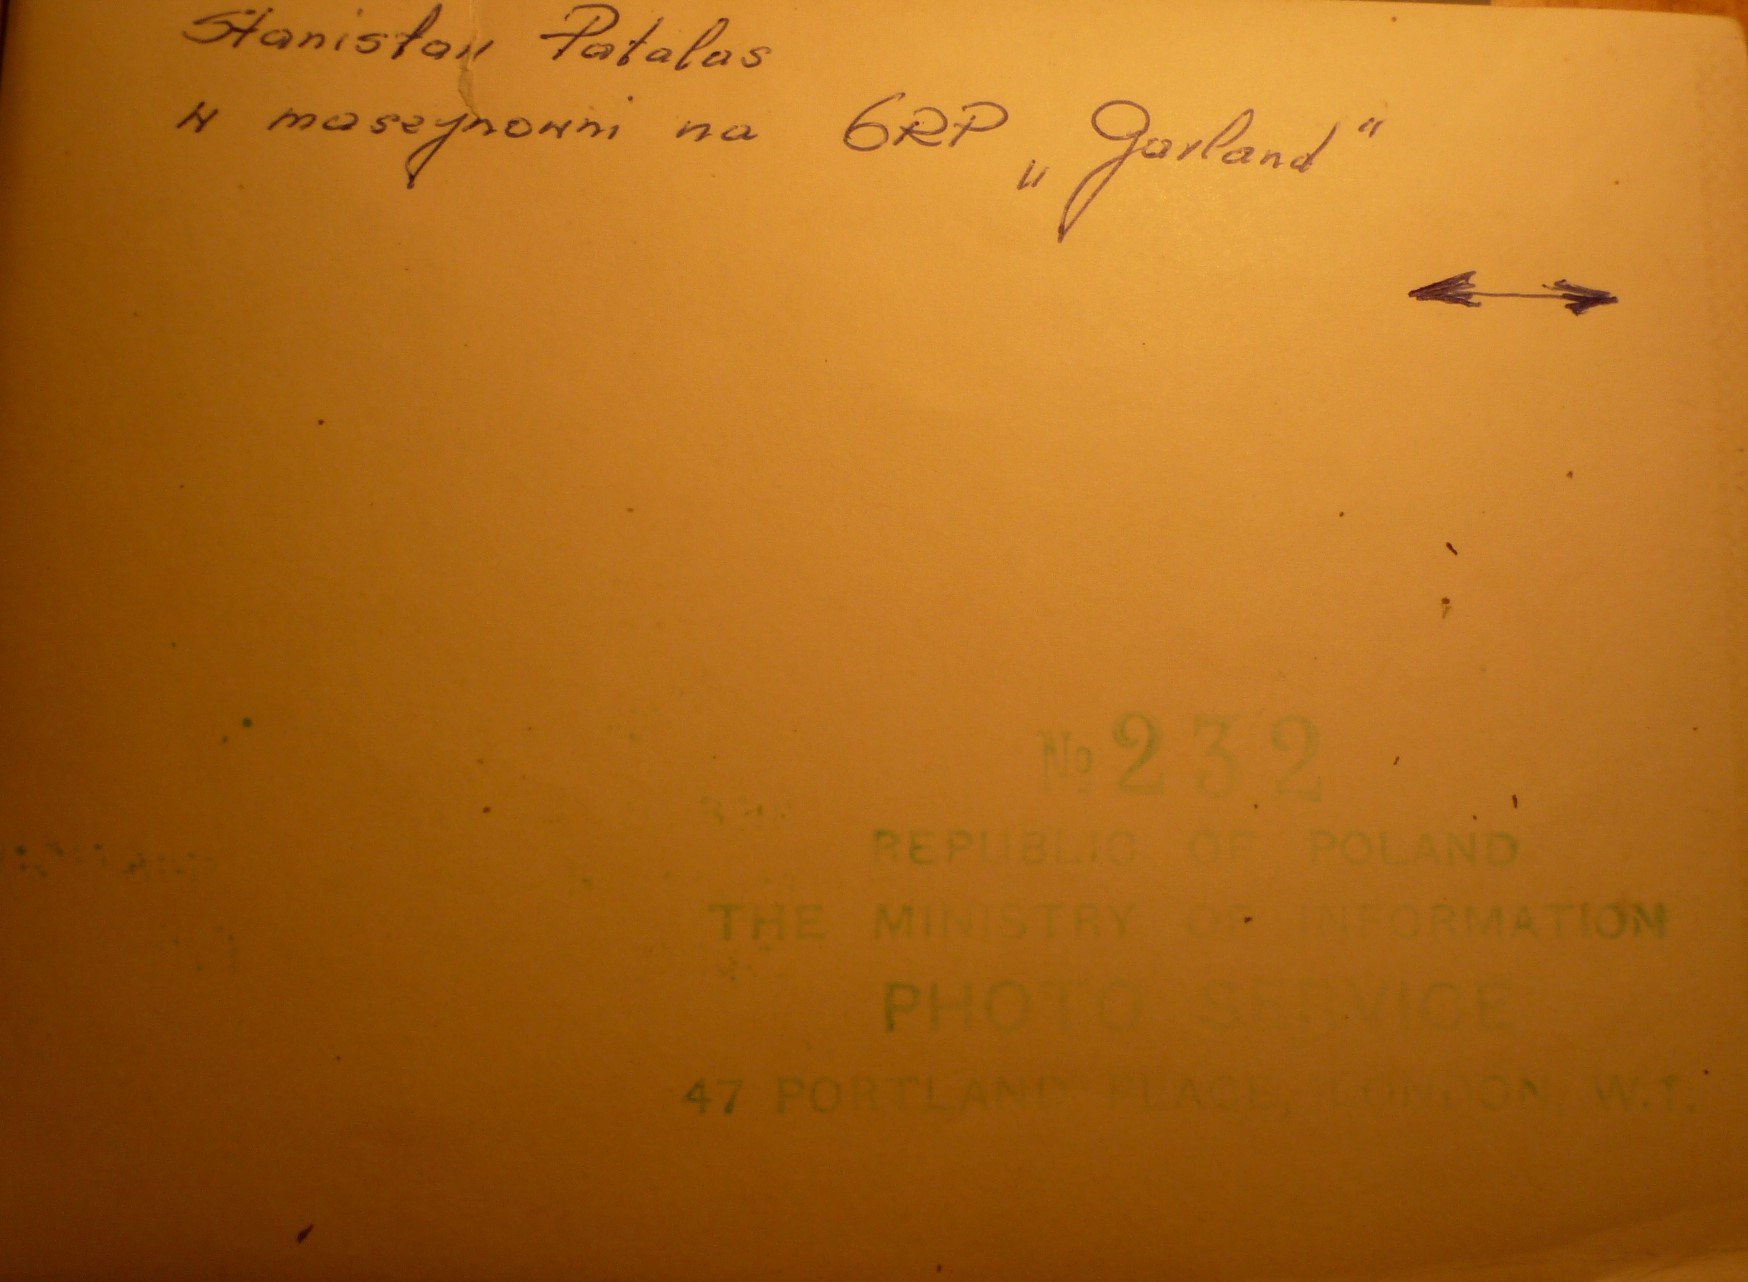 Stanisław Patalas
w maszynowni na ORP „Garland“
No 232
REPUBLIC OF POLAND
THE MINISTRY OF INFORMATION
PHOTO SERVICE
47 PORTLAND PLACE, LONDON, W.1.